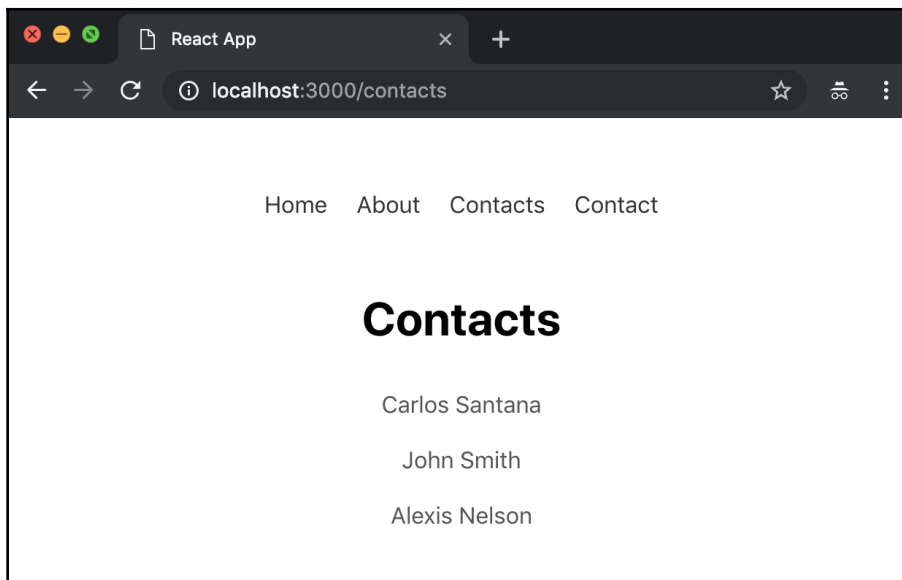 React App
localhost:3000/contacts
Home About Contacts Contact
Contacts
Carlos Santana
John Smith
Alexis Nelson